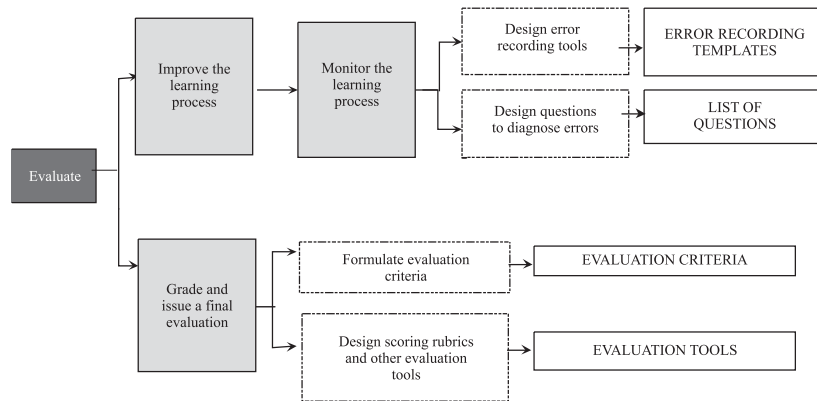 Evaluate
Improve the
learning
process
Monitor the
learning
process
Design error
recording tools
ERROR RECORDING
TEMPLATES
Design questions
to diagnose errors
LIST OF
QUESTIONS
Grade and
issue a final
evaluation
Formulate evaluation
criteria
EVALUATION CRITERIA
Design scoring rubrics
and other evaluation
tools
EVALUATION TOOLS